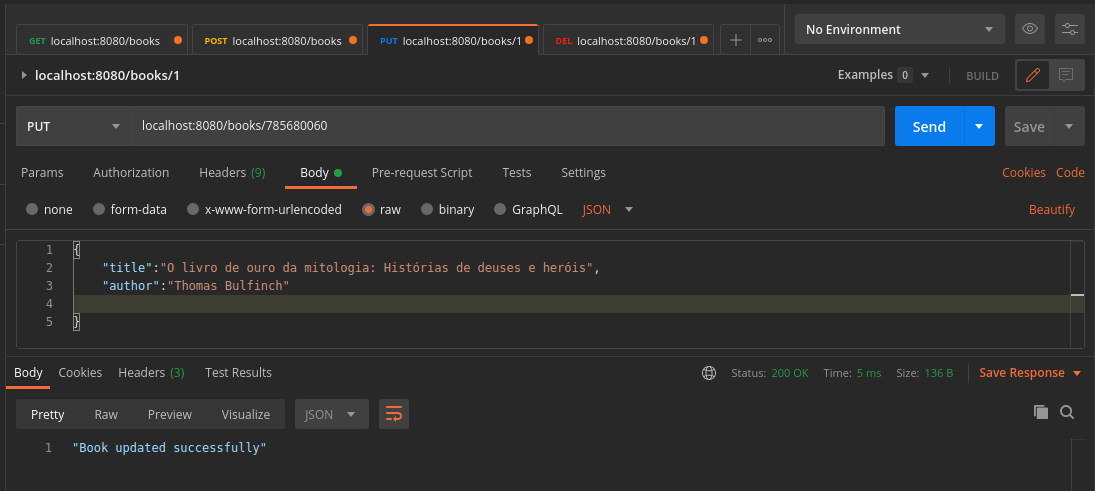 GET localhost:8080/books POST localhost:8080/books PUT localhost:8080/books/1 DEL localhost:8080/books/1 No Environment
localhost:8080/books/1 Examples 0 BUILD
PUT localhost:8080/books/785680060 Send Save
Params Authorization Headers (9) Body Pre-request Script Tests Settings Cookies Code
none form-data x-www-form-urlencoded raw binary GraphQL JSON Beautify
1 {
2 "title":"O livro de ouro da mitologia: Histórias de deuses e heróis",
3 "author":"Thomas Bulfinch"
4
5 }
Body Cookies Headers (3) Test Results Status: 200 OK Time: 5 ms Size: 136 B Save Response
Pretty Raw Preview Visualize JSON
1 "Book updated successfully"